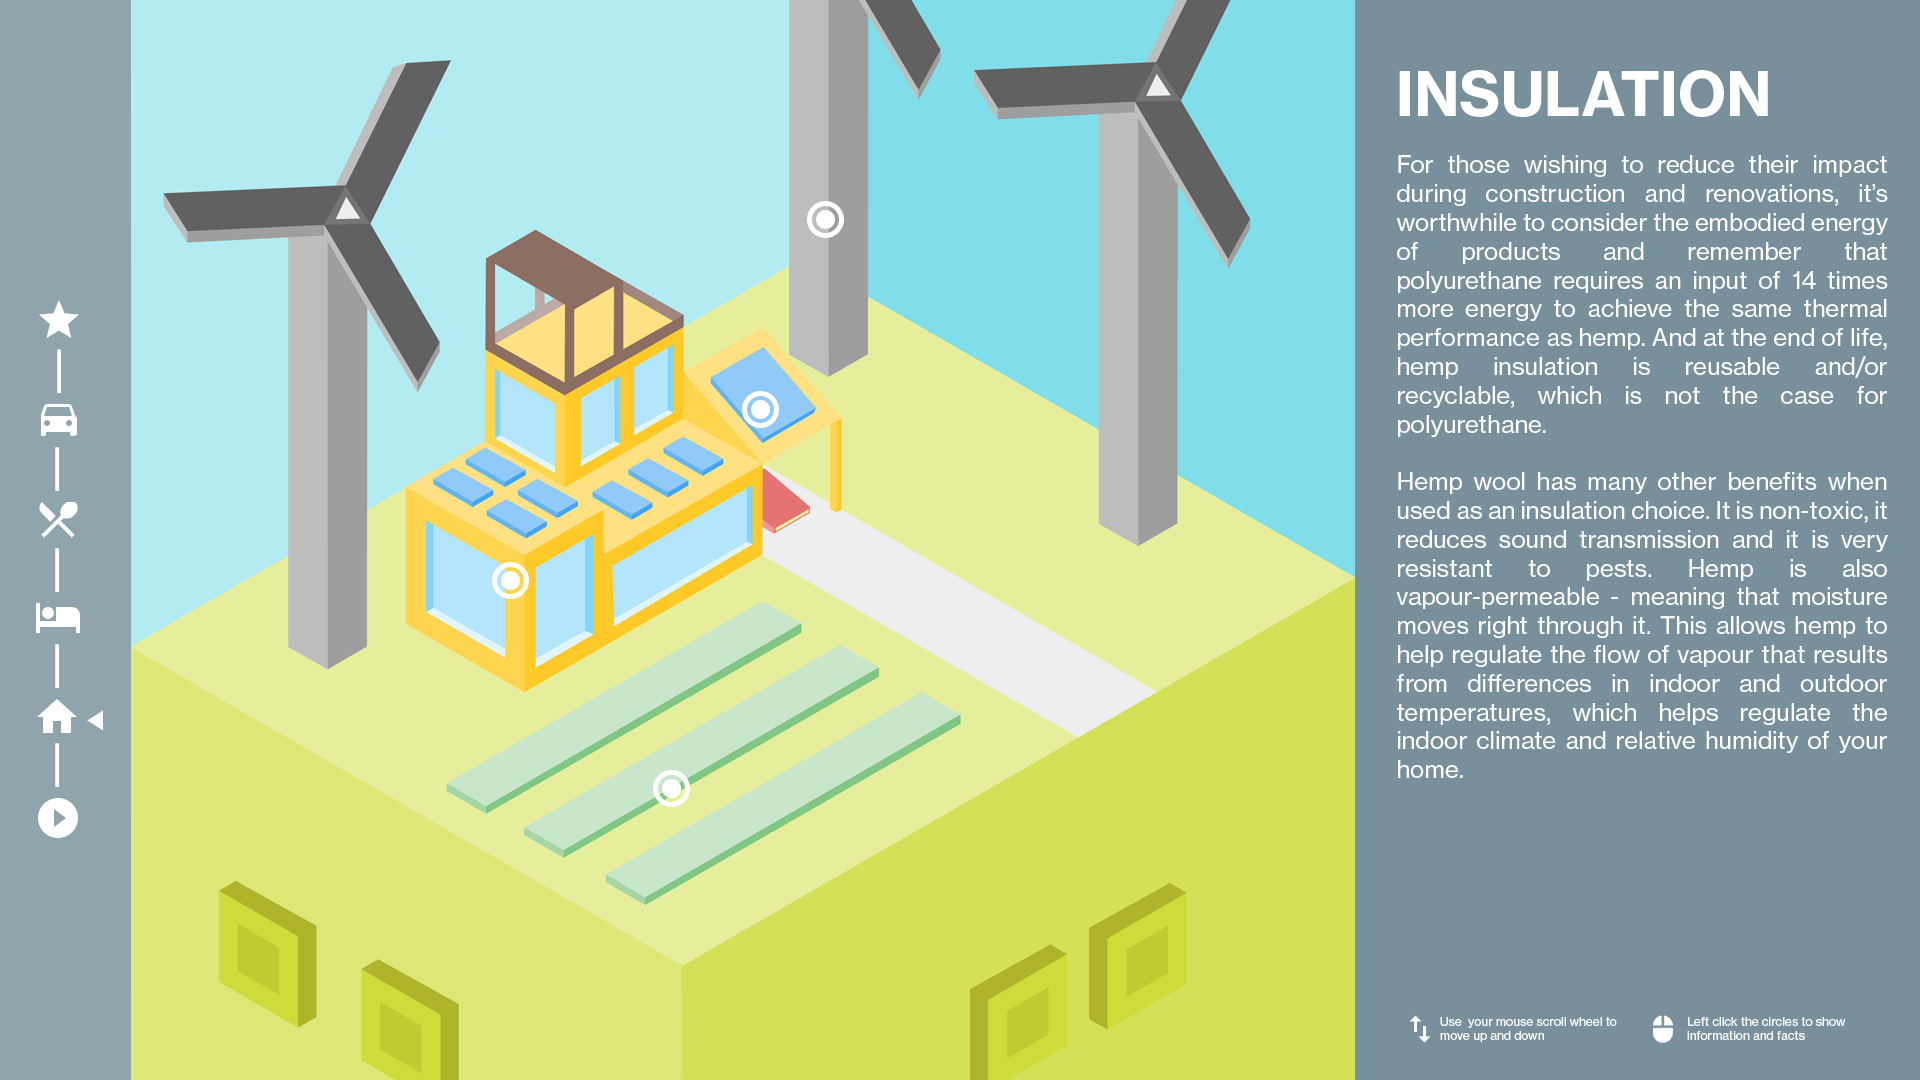 INSULATION
For those wishing to reduce their impact
during construction and renovations, it's
worthwhile to consider the embodied energy
of products and remember that
polyurethane requires an input of 14 times
more energy to achieve the same thermal
performance as hemp. And at the end of life,
hemp insulation is reusable and/or
recyclable, which is not the case for
polyurethane.
Hemp wool has many other benefits when
used as an insulation choice. It is non-toxic, it
reduces sound transmission and it is very
resistant to pests. Hemp is also
vapour-permeable - meaning that moisture
moves right through it. This allows hemp to
help regulate the flow of vapour that results
from differences in indoor and outdoor
temperatures, which helps regulate the
indoor climate and relative humidity of your
home.
Use your mouse scroll wheel to
move up and down
Left click the circles to show
information and facts